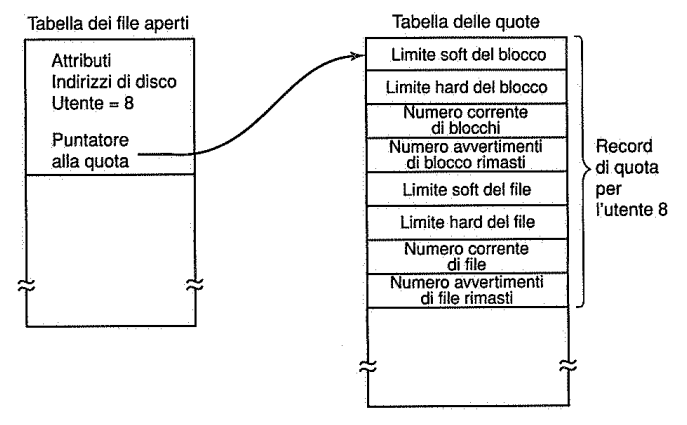 Tabella dei file aperti
Attributi
Indirizzi di disco
Utente = 8
Puntatore
alla quota
Tabella delle quote
Limite soft del blocco
Limite hard del blocco
Numero corrente
di blocchi
Numero avvertimenti
di blocco rimasti
Limite soft del file
Limite hard del file
Numero corrente
di file
Numero avvertimenti
di file rimasti
Record
di quota
per
l'utente 8